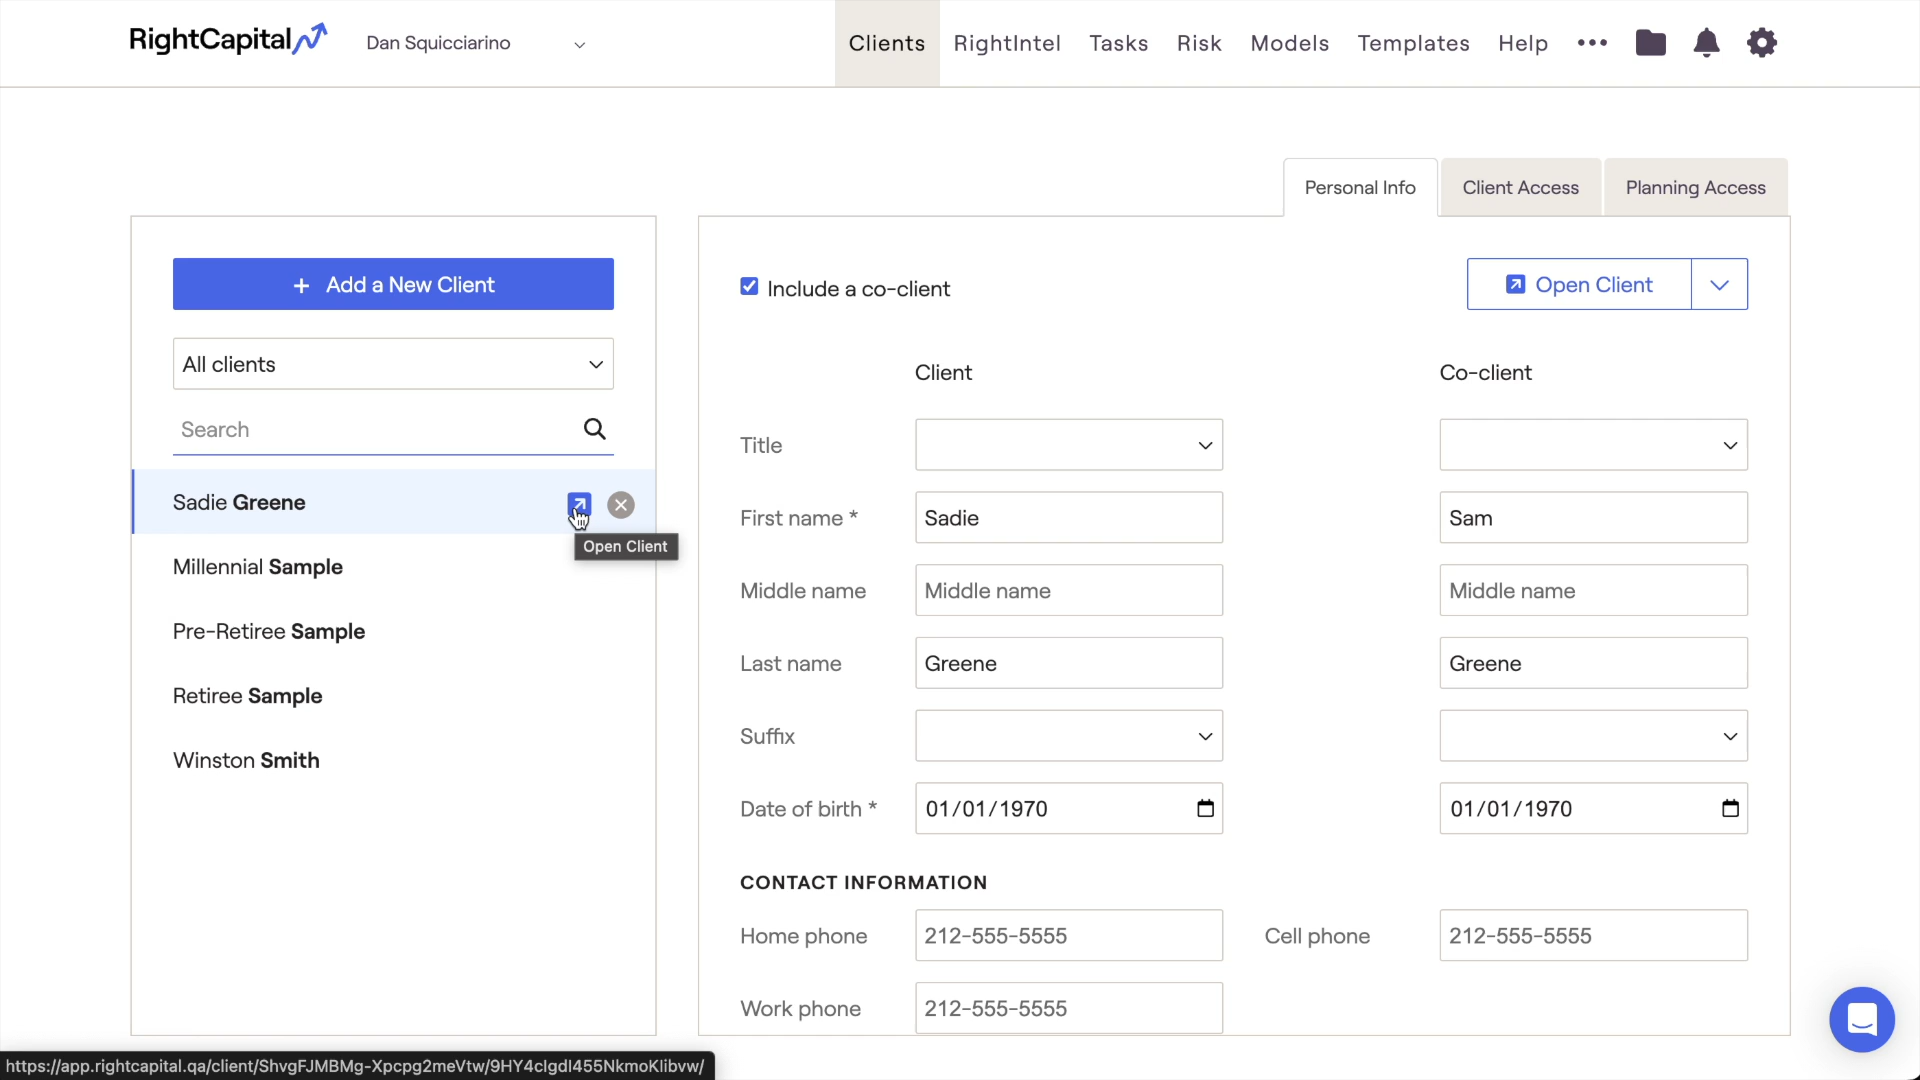 RightCapital
Dan Squicciarino
Clients
RightIntel
Tasks
Risk
Models
Templates
Help
Personal Info
Client Access
Planning Access
+ Add a New Client
All clients
Search
Sadie Greene
Open Client
Millennial Sample
Pre-Retiree Sample
Retiree Sample
Winston Smith
Include a co-client
Open Client
Client
Co-client
Title
First name *
Sadie
Sam
Middle name
Middle name
Middle name
Last name
Greene
Greene
Suffix
Date of birth *
01/01/1970
01/01/1970
CONTACT INFORMATION
Home phone
212-555-5555
Cell phone
212-555-5555
Work phone
212-555-5555
https://app.rightcapital.qa/client/ShvgFJMBMg-Xpcpg2meVtw/9HY4clgdI455NkmoKlibvw/